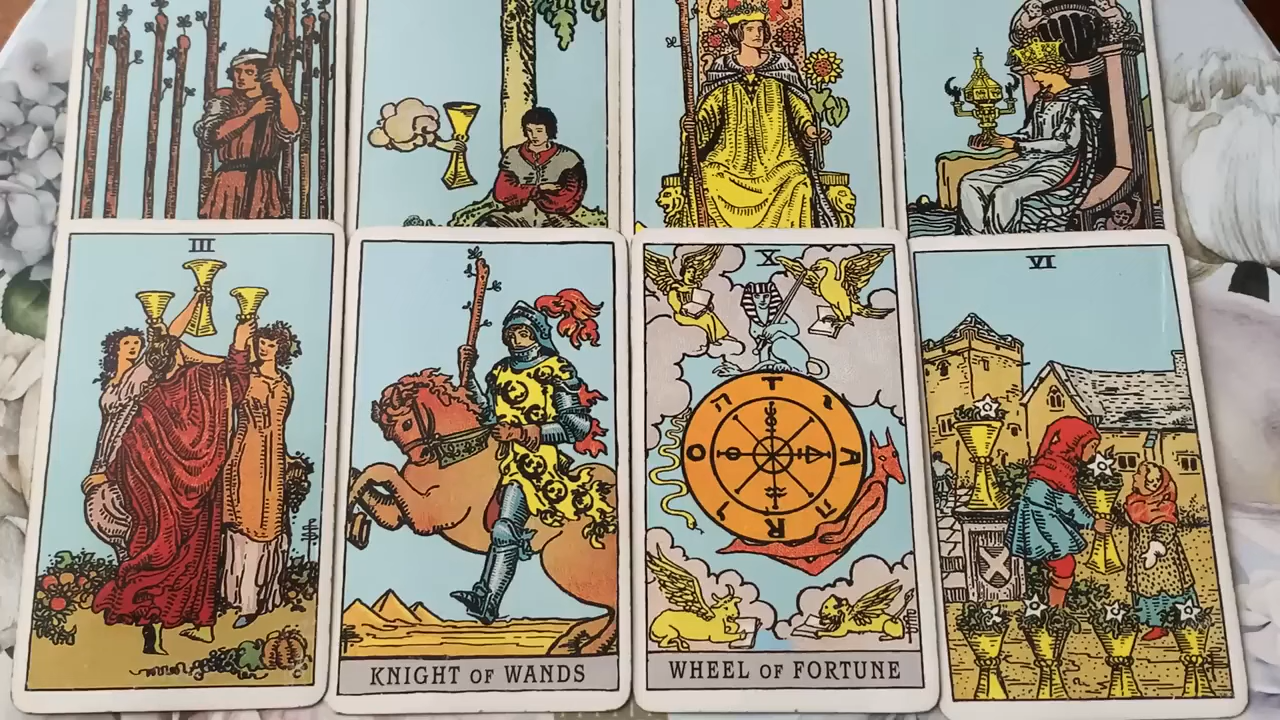 III
X
VI
T
A
R
O
KNIGHT OF WANDS
WHEEL OF FORTUNE